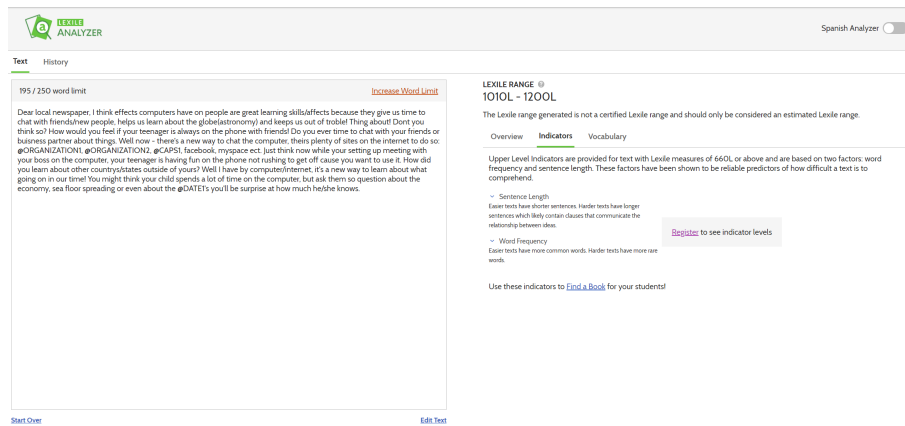 LEXILE
ANALYZER
Spanish Analyzer
Text History
195 / 250 word limit Increase Word Limit
Dear local newspaper, I think effects computers have on people are great learning skills/affects because they give us time to
chat with friends/new people, helps us learn about the globe(astronomy) and keeps us out of troble! Thing about! Dont you
think so? How would you feel if your teenager is always on the phone with friends! Do you ever time to chat with your friends or
buisness partner about things. Well now - there's a new way to chat the computer, theirs plenty of sites on the internet to do so:
@ORGANIZATION1, @ORGANIZATION2, @CAPS1, facebook, myspace ect. Just think now while your setting up meeting with
your boss on the computer, your teenager is having fun on the phone not rushing to get off cause you want to use it. How did
you learn about other countrys/states outside of yours? Well I have by computer/internet, it's a new way to learn about what
going on in our time! You might think your child spends a lot of time on the computer, but ask them so question about the
economy, sea floor spreading or even about the @DATE1's you'll be surprise at how much he/she knows.
Start Over Edit Text
LEXILE RANGE
1010L - 1200L
The Lexile range generated is not a certified Lexile range and should only be considered an estimated Lexile range.
Overview Indicators Vocabulary
Upper Level Indicators are provided for text with Lexile measures of 660L or above and are based on two factors: word
frequency and sentence length. These factors have been shown to be reliable predictors of how difficult a text is to
comprehend.
Sentence Length
Easier texts have shorter sentences. Harder texts have longer
sentences which likely contain clauses that communicate the
relationship between ideas.
Word Frequency
Easier texts have more common words. Harder texts have more rare
words.
Register to see indicator levels
Use these indicators to Find a Book for your students!